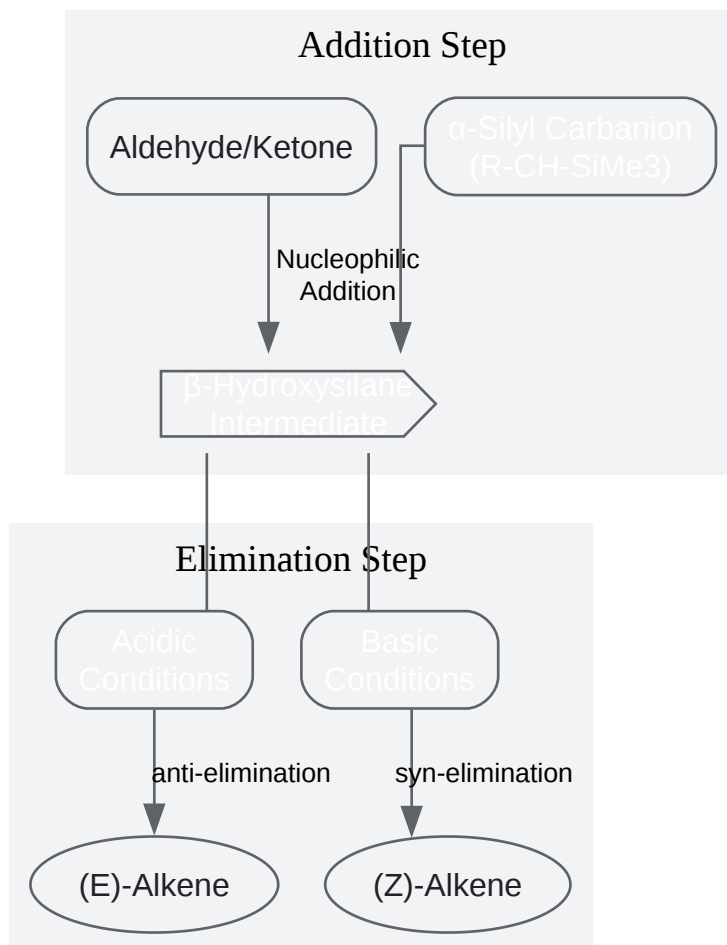 Addition Step
Aldehyde/Ketone
α-Silyl Carbanion
(R-CH-SiMe3)
Nucleophilic
Addition
β-Hydroxysilane
Intermediate
Elimination Step
Acidic
Conditions
Basic
Conditions
anti-elimination
syn-elimination
(E)-Alkene
(Z)-Alkene